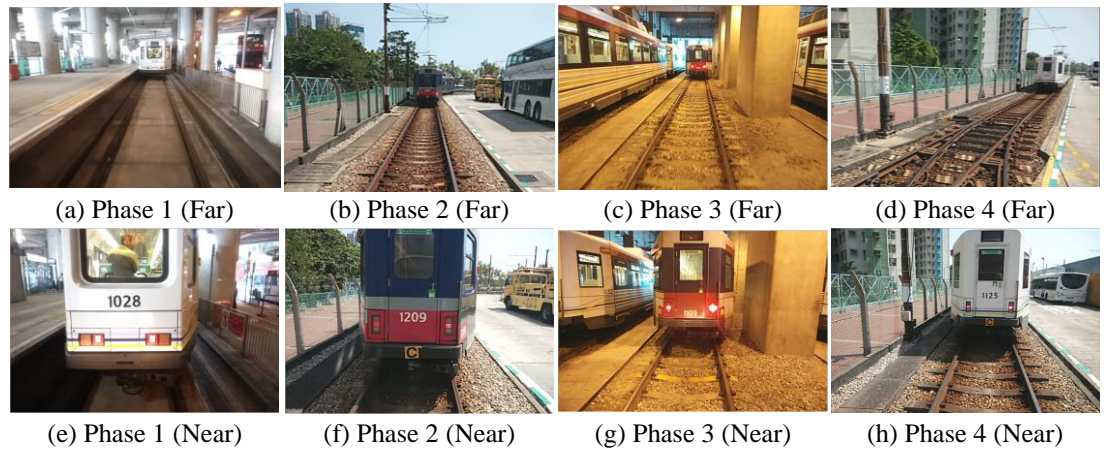 (a) Phase 1 (Far)
(b) Phase 2 (Far)
(c) Phase 3 (Far)
(d) Phase 4 (Far)
1028
1209
C
1109
1125
C
(e) Phase 1 (Near)
(f) Phase 2 (Near)
(g) Phase 3 (Near)
(h) Phase 4 (Near)